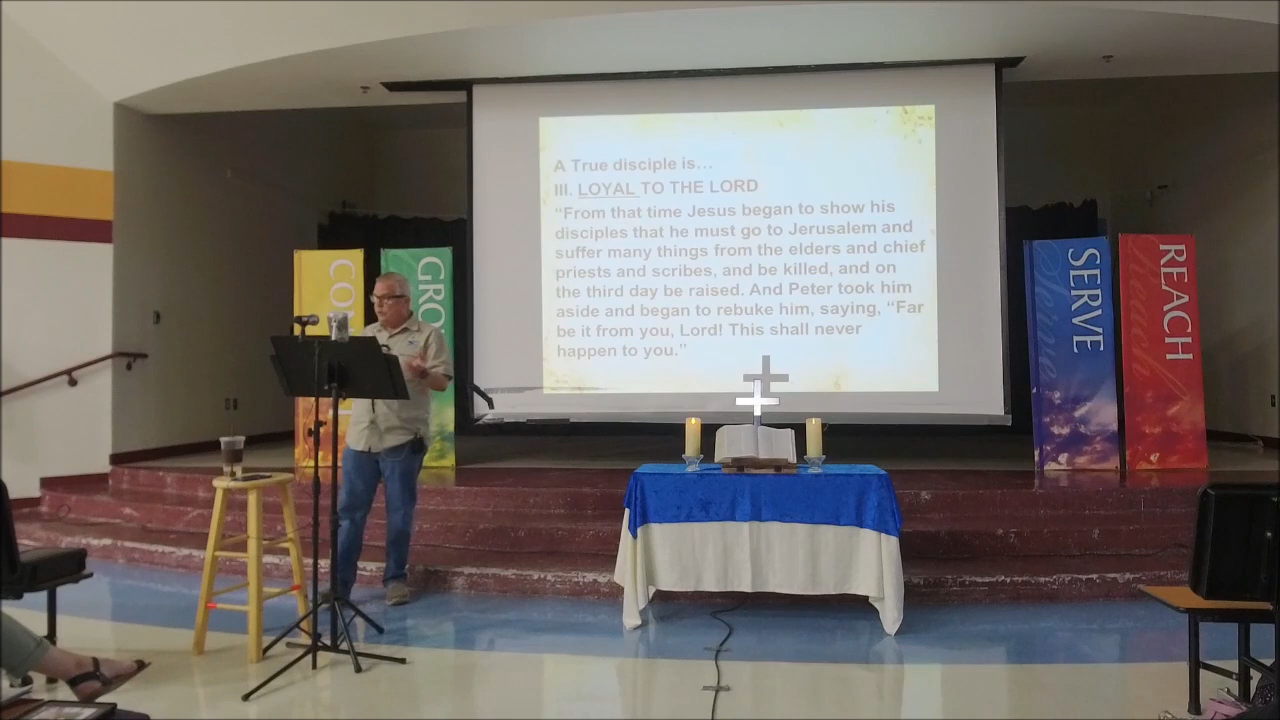 A True disciple is…
III. LOYAL TO THE LORD
“From that time Jesus began to show his
disciples that he must go to Jerusalem and
suffer many things from the elders and chief
priests and scribes, and be killed, and on
the third day be raised. And Peter took him
aside and began to rebuke him, saying, “Far
be it from you, Lord! This shall never
happen to you.”
SERVE
REACH